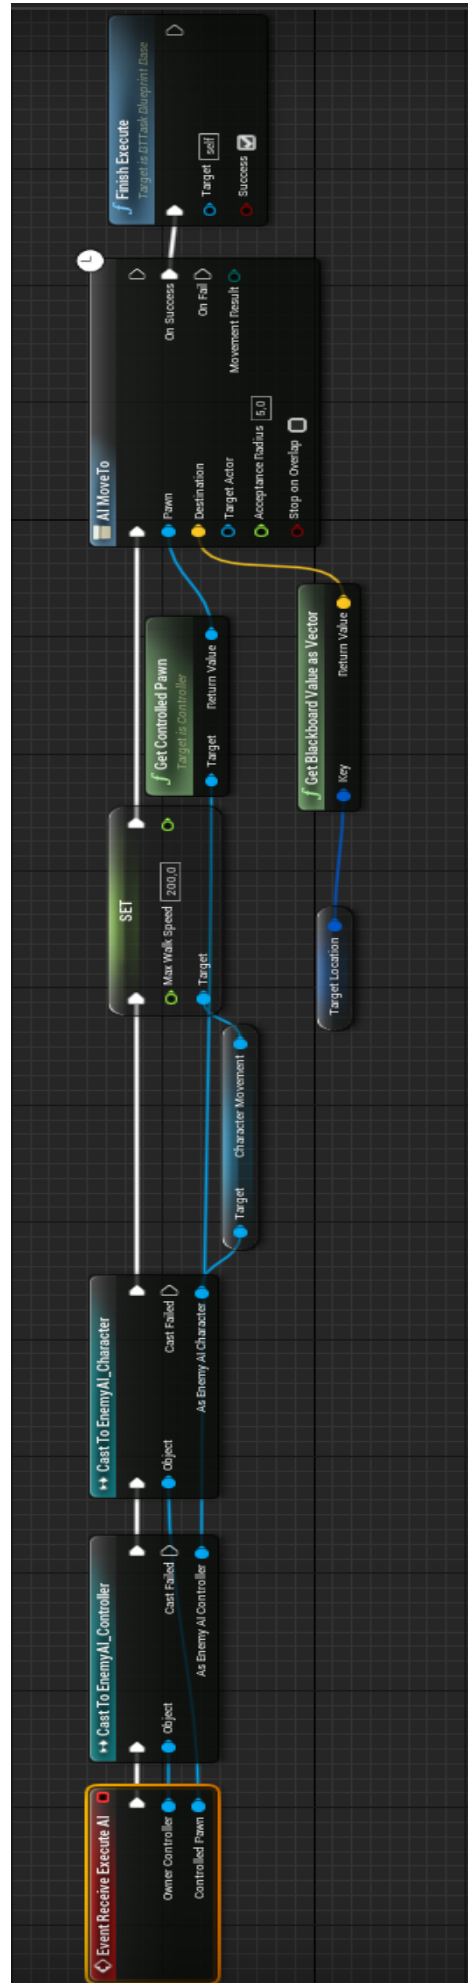 Event Receive Execute AI
Owner Controller
Controlled Pawn
Cast To EnemyAI_Controller
Object
Cast Failed
As Enemy AI Controller
Cast To EnemyAI_Character
Object
Cast Failed
As Enemy AI Character
Target
Character Movement
SET
Max Walk Speed 200,0
Target
Target Location
f Get Controlled Pawn
Target is Controller
Target
Return Value
f Get Blackboard Value as Vector
Key
Return Value
AI MoveTo
Pawn
On Success
Destination
On Fail
Target Actor
Movement Result
Acceptance Radius 5,0
Stop on Overlap
f Finish Execute
Target is BTTask Blueprint Base
Target self
Success